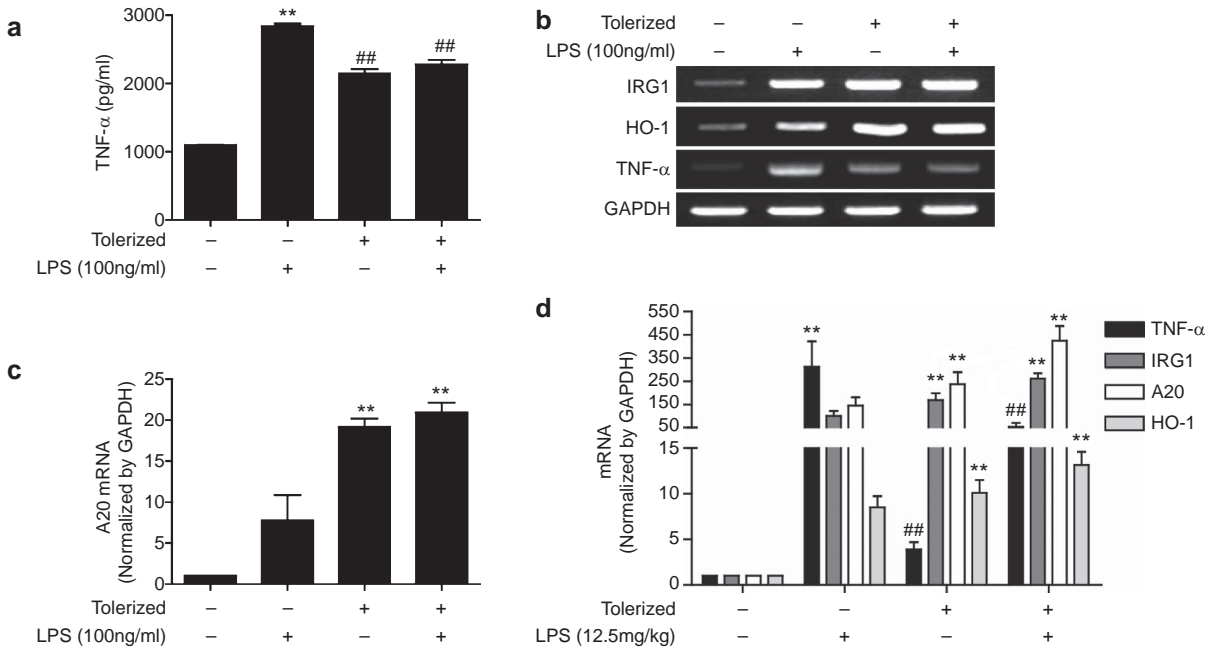 a
TNF-α (pg/ml)
3000
2000
1000
0
**
##
##
Tolerized – – + +
LPS (100ng/ml) – + – +
b
Tolerized – – + +
LPS (100ng/ml) – + – +
IRG1
HO-1
TNF-α
GAPDH
c
A20 mRNA
(Normalized by GAPDH)
25
20
15
10
5
0
**
**
Tolerized – – + +
LPS (100ng/ml) – + – +
d
mRNA
(Normalized by GAPDH)
550
450
350
250
150
50
15
10
5
0
**
##
**
**
**
##
**
**
**
TNF-α
IRG1
A20
HO-1
Tolerized – – + +
LPS (12.5mg/kg) – + – +